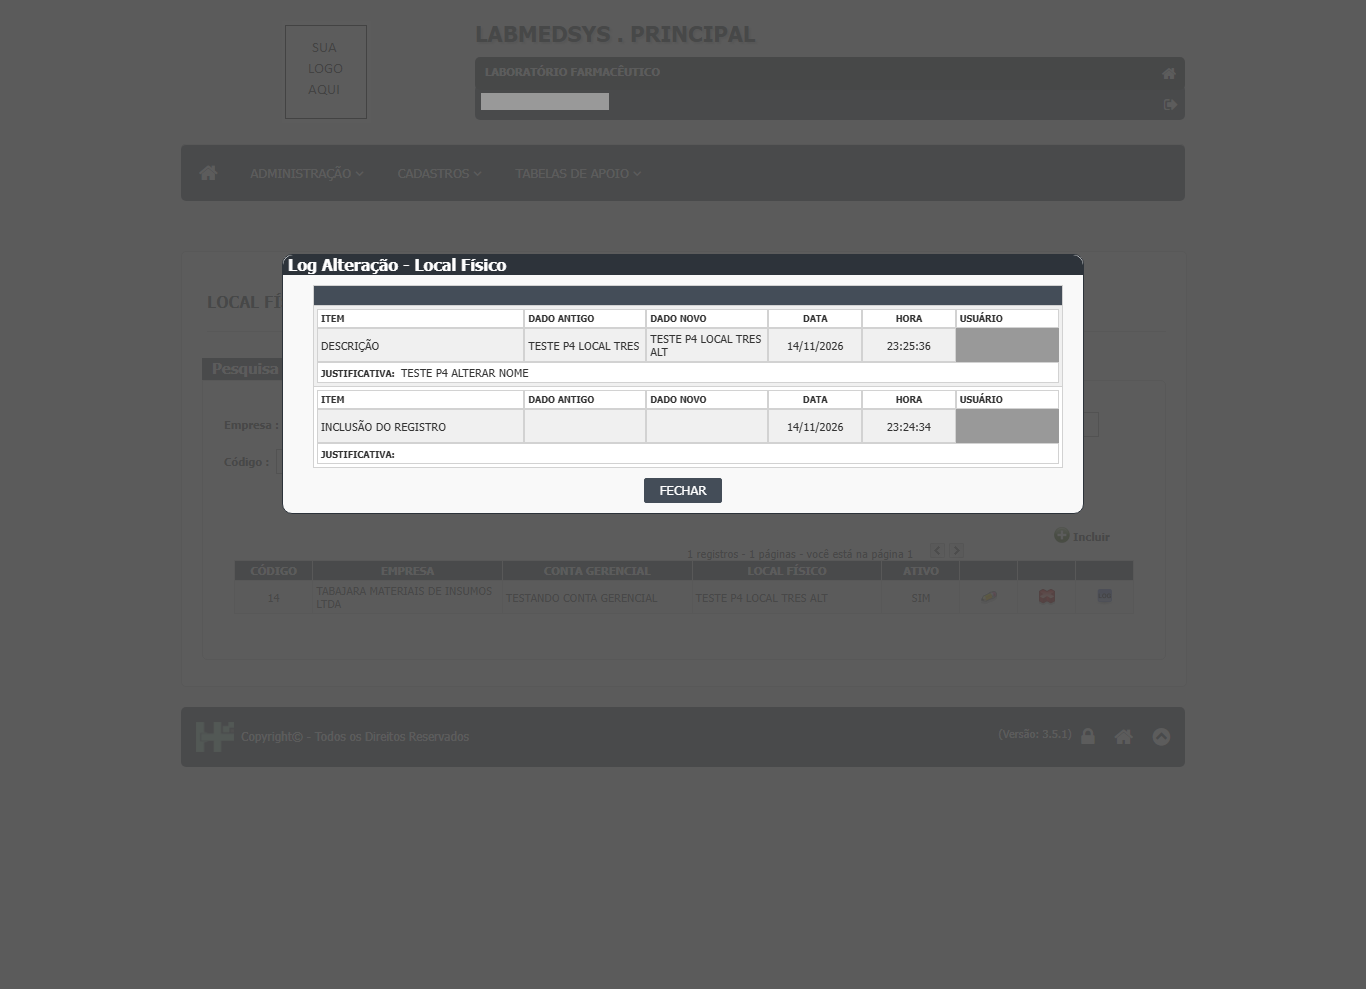 SUA
LOGO
AQUI
LABMEDSYS . PRINCIPAL
LABORATÓRIO FARMACÊUTICO
ADMINISTRAÇÃO CADASTROS TABELAS DE APOIO
Log Alteração - Local Físico
LOCAL FÍ
ITEM DADO ANTIGO DADO NOVO DATA HORA USUÁRIO
DESCRIÇÃO TESTE P4 LOCAL TRES TESTE P4 LOCAL TRES ALT 14/11/2026 23:25:36
JUSTIFICATIVA: TESTE P4 ALTERAR NOME
Pesquisa
ITEM DADO ANTIGO DADO NOVO DATA HORA USUÁRIO
INCLUSÃO DO REGISTRO 14/11/2026 23:24:34
JUSTIFICATIVA:
Empresa :
Código :
FECHAR
Incluir
1 registros - 1 páginas - você está na página 1
CÓDIGO EMPRESA CONTA GERENCIAL LOCAL FÍSICO ATIVO
14 TABAJARA MATERIAIS DE INSUMOS LTDA TESTANDO CONTA GERENCIAL TESTE P4 LOCAL TRES ALT SIM
Copyright© - Todos os Direitos Reservados
(Versão: 3.5.1)